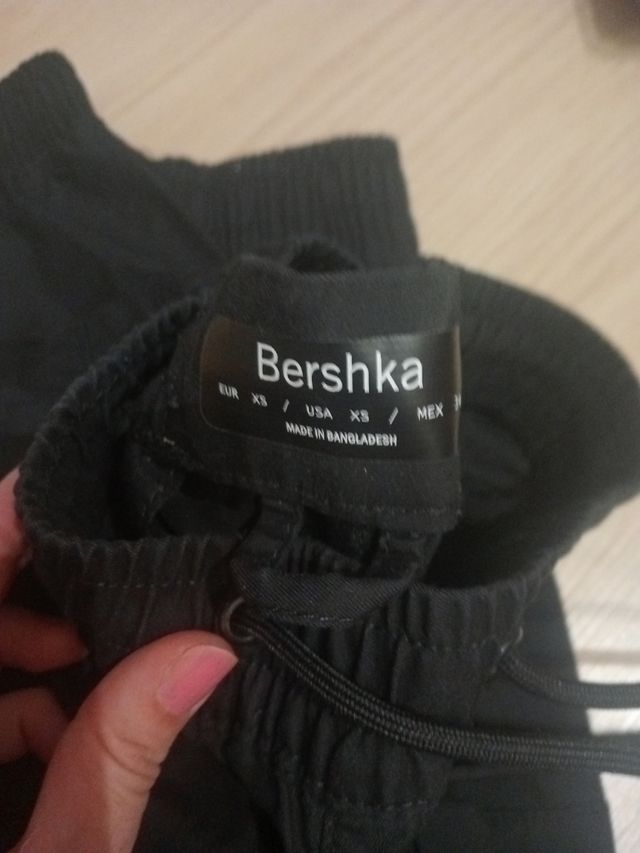 Bershka
EUR XS / USA XS / MEX
MADE IN BANGLADESH